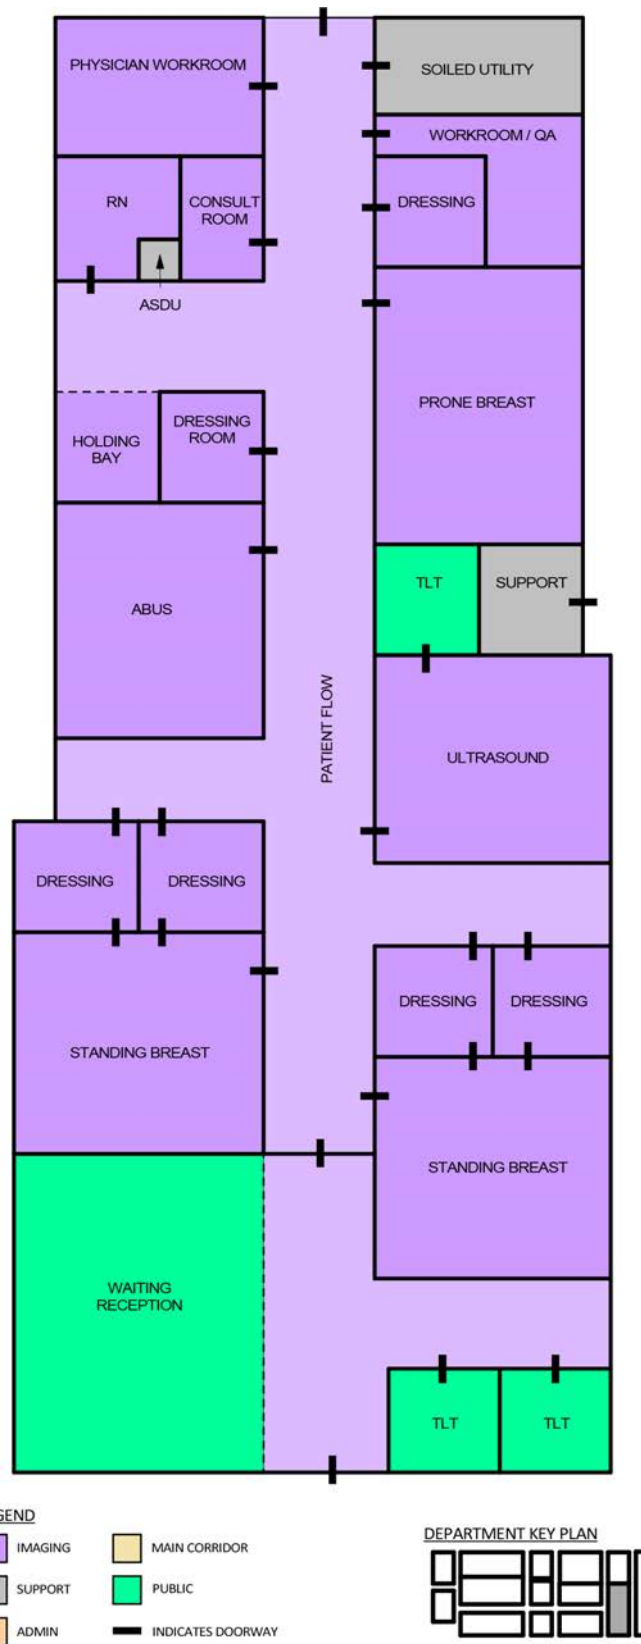 PHYSICIAN WORKROOM
SOILED UTILITY
WORKROOM / QA
RN
CONSULT
ROOM
DRESSING
ASDU
PRONE BREAST
HOLDING
BAY
DRESSING
ROOM
ABUS
TLT
SUPPORT
PATIENT FLOW
ULTRASOUND
DRESSING
DRESSING
STANDING BREAST
DRESSING
DRESSING
STANDING BREAST
WAITING
RECEPTION
TLT
TLT
GEND
IMAGING
MAIN CORRIDOR
SUPPORT
PUBLIC
ADMIN
INDICATES DOORWAY
DEPARTMENT KEY PLAN